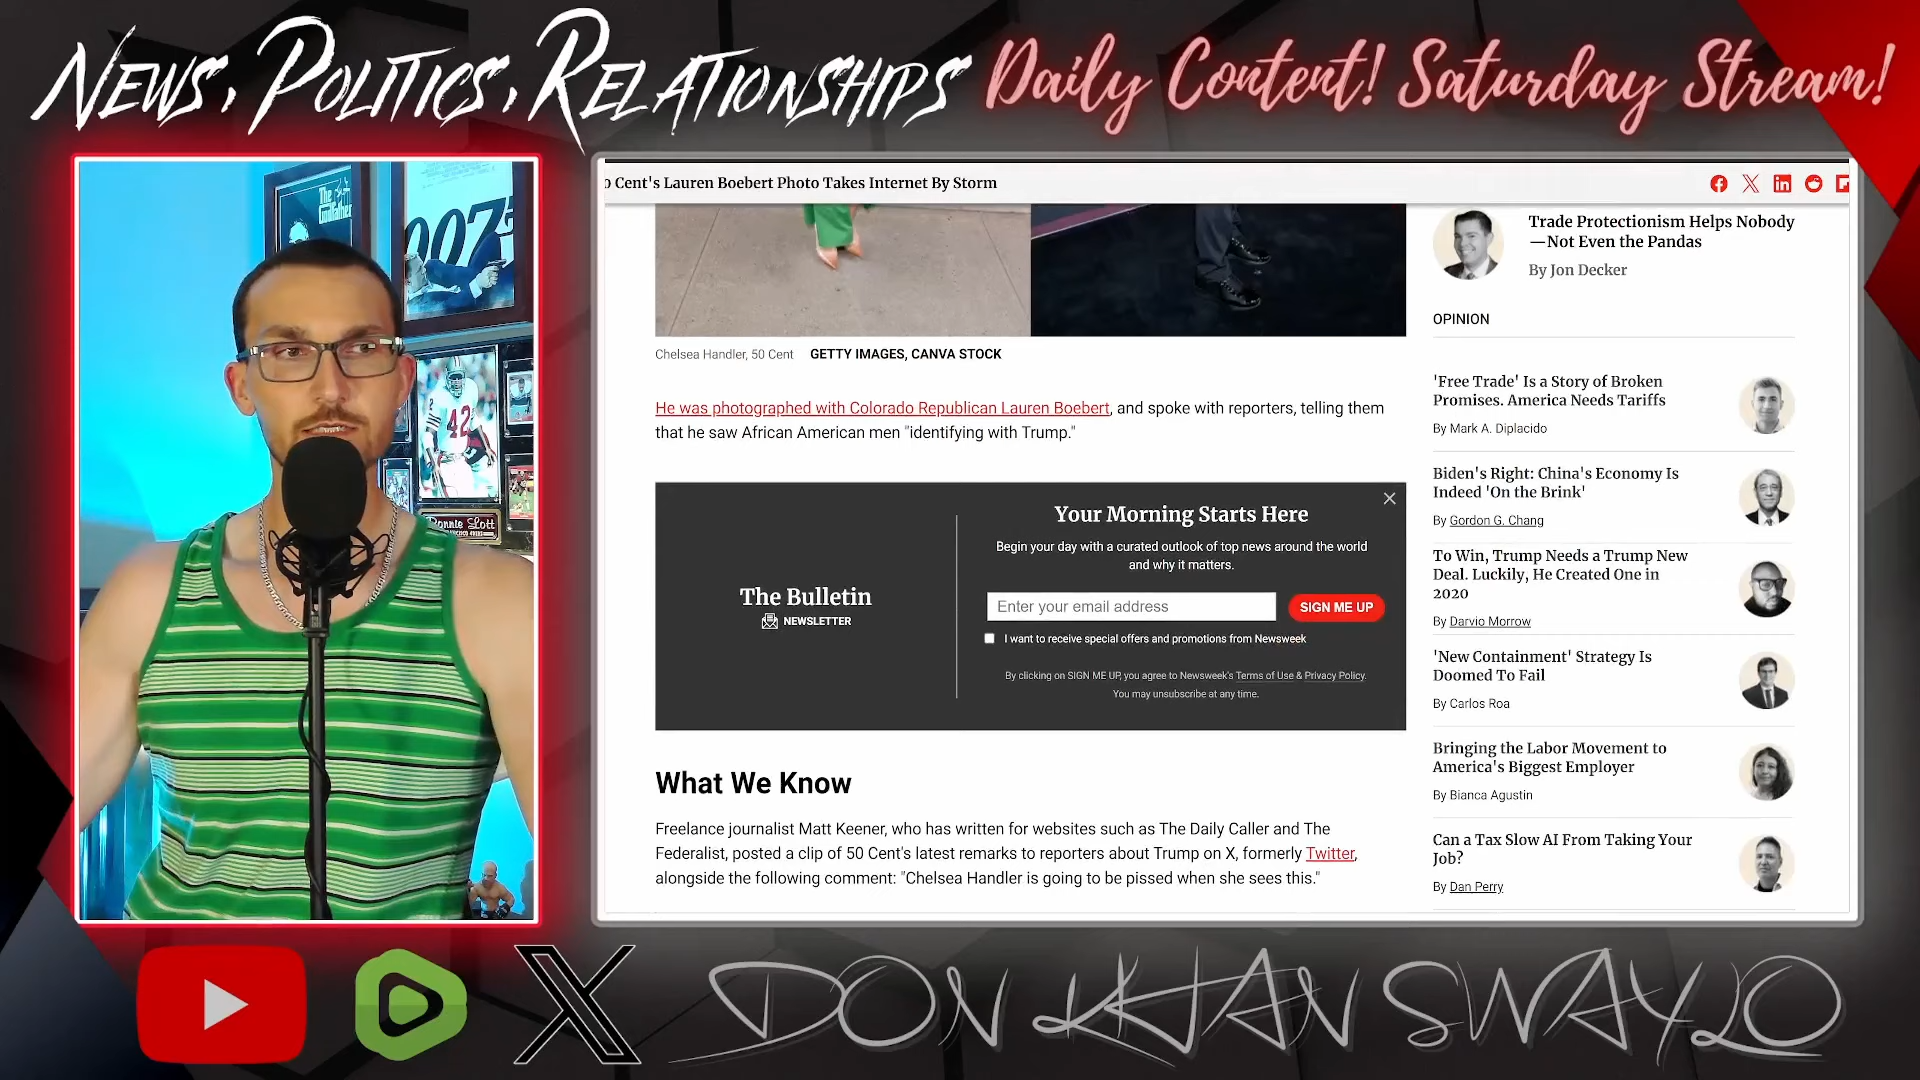 NEWS, POLITICS, RELATIONSHIPS
Daily Content! Saturday Stream!
The
Godfather
007
42
Ronnie Lott
Cent's Lauren Boebert Photo Takes Internet By Storm
Chelsea Handler, 50 Cent GETTY IMAGES, CANVA STOCK
He was photographed with Colorado Republican Lauren Boebert, and spoke with reporters, telling them
that he saw African American men "identifying with Trump."
The Bulletin
NEWSLETTER
Your Morning Starts Here
Begin your day with a curated outlook of top news around the world
and why it matters.
Enter your email address
SIGN ME UP
I want to receive special offers and promotions from Newsweek
By clicking on SIGN ME UP, you agree to Newsweek's Terms of Use & Privacy Policy.
You may unsubscribe at any time.
What We Know
Freelance journalist Matt Keener, who has written for websites such as The Daily Caller and The
Federalist, posted a clip of 50 Cent's latest remarks to reporters about Trump on X, formerly Twitter,
alongside the following comment: "Chelsea Handler is going to be pissed when she sees this."
Trade Protectionism Helps Nobody
—Not Even the Pandas
By Jon Decker
OPINION
'Free Trade' Is a Story of Broken
Promises. America Needs Tariffs
By Mark A. Diplacido
Biden's Right: China's Economy Is
Indeed 'On the Brink'
By Gordon G. Chang
To Win, Trump Needs a Trump New
Deal. Luckily, He Created One in
2020
By Darvio Morrow
'New Containment' Strategy Is
Doomed To Fail
By Carlos Roa
Bringing the Labor Movement to
America's Biggest Employer
By Bianca Agustin
Can a Tax Slow AI From Taking Your
Job?
By Dan Perry
DON KHAN SWAYLO